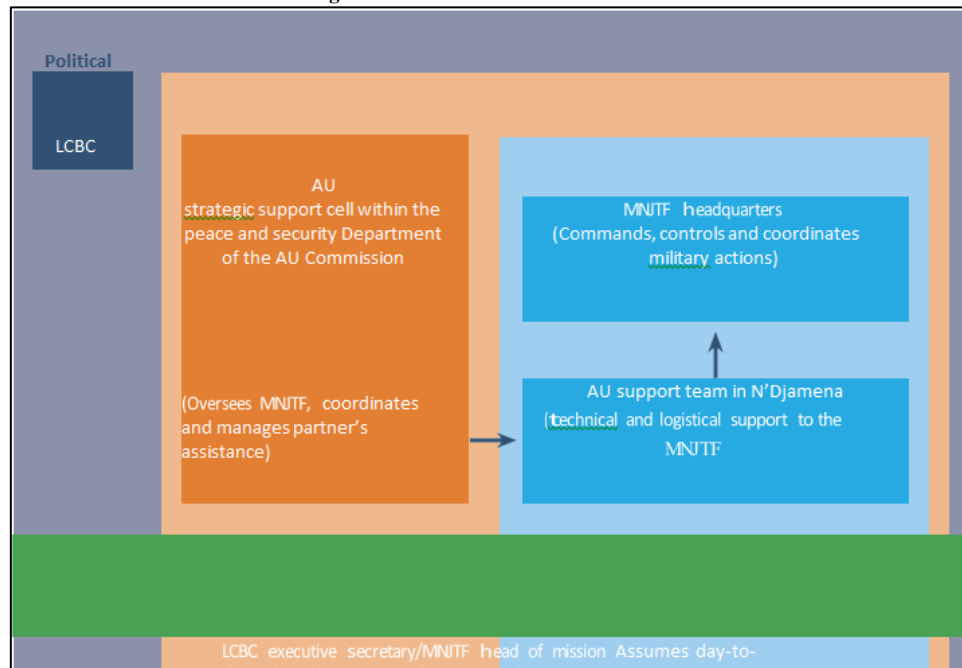 Political
LCBC
AU
strategic support cell within the
peace and security Department
of the AU Commission
(Oversees MNJTF, coordinates
and manages partner's
assistance)
MNJTF headquarters
(Commands, controls and coordinates
military actions)
AU support team in N'Djamena
(technical and logistical support to the
MNJTF
LCBC executive secretary/MNJTF head of mission Assumes day-to-